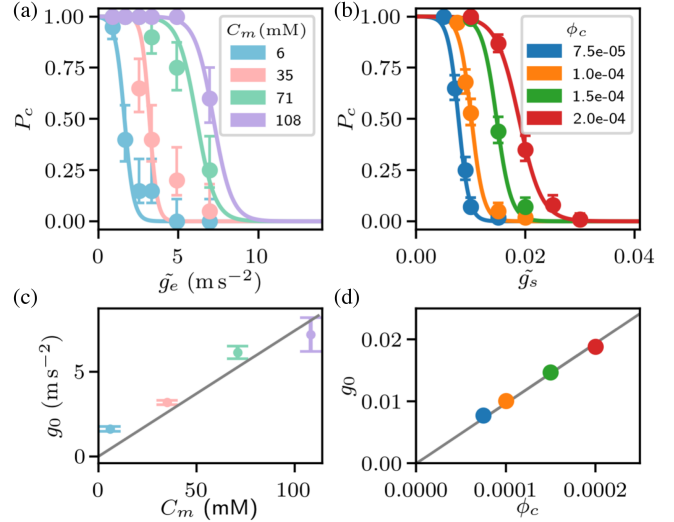 (a)
C_m (mM)
6
35
71
108
P_c
1.00
0.75
0.50
0.25
0.00
0
5
10
g̃_e (m s⁻²)
(b)
ϕ_c
7.5e-05
1.0e-04
1.5e-04
2.0e-04
P_c
1.00
0.75
0.50
0.25
0.00
0.00
0.02
0.04
g̃_s
(c)
g₀ (m s⁻²)
5
0
0
50
100
C_m (mM)
(d)
g₀
0.02
0.01
0.00
0.0000
0.0001
0.0002
ϕ_c